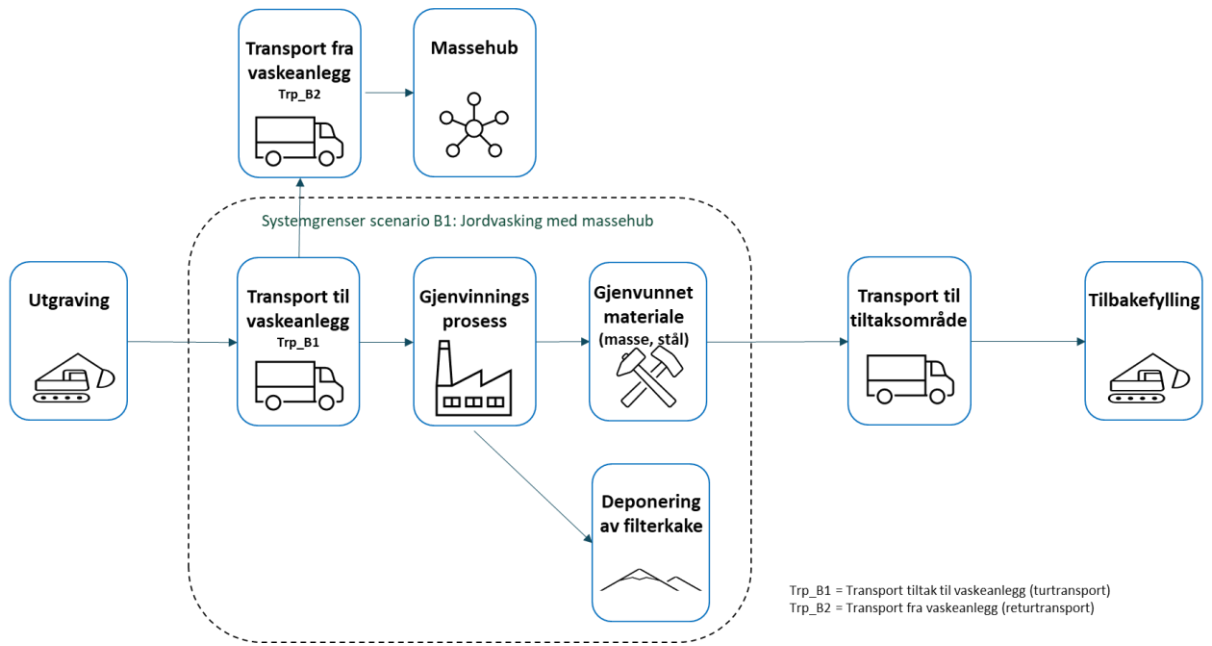 Transport fra
vaskeanlegg
Trp_B2
Massehub
Systemgrenser scenario B1: Jordvasking med massehub
Utgraving
Transport til
vaskeanlegg
Trp_B1
Gjenvinnings
prosess
Gjenvunnet
materiale
(masse, stål)
Transport til
tiltaksområde
Tilbakefylling
Deponering
av filterkake
Trp_B1 = Transport tiltak til vaskeanlegg (turtransport)
Trp_B2 = Transport fra vaskeanlegg (returtransport)